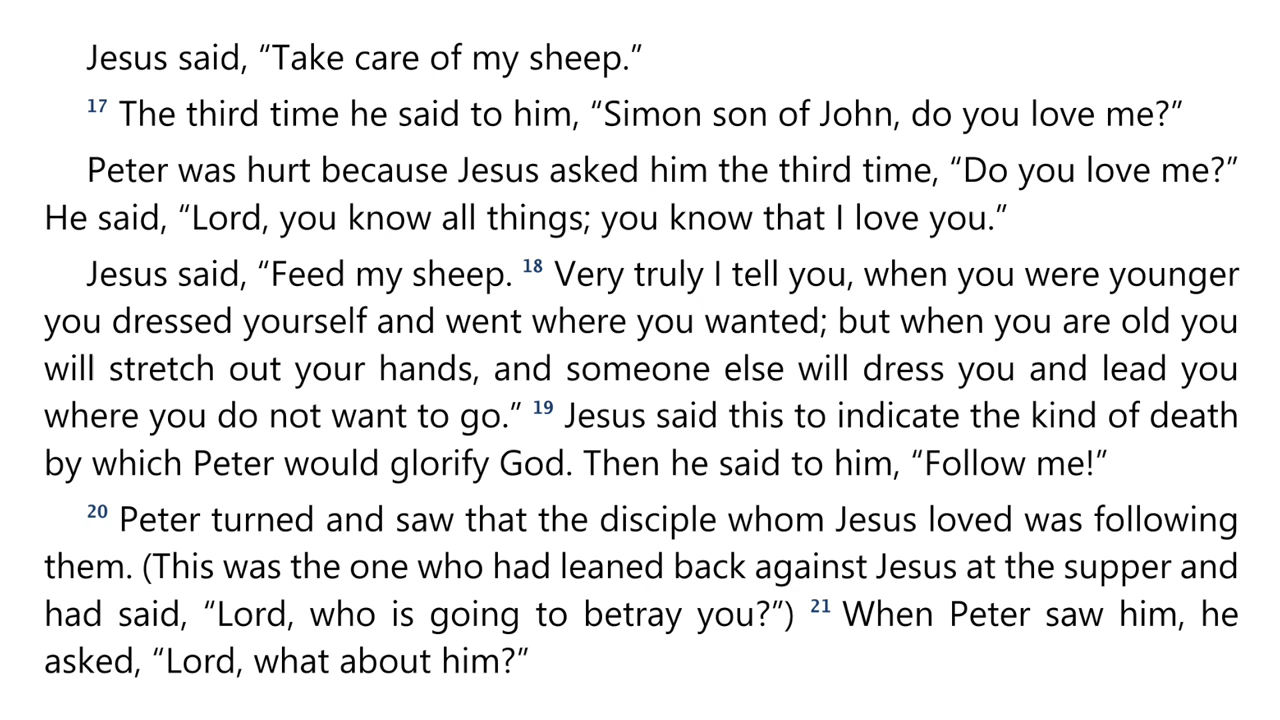 Jesus said, “Take care of my sheep.”
17 The third time he said to him, “Simon son of John, do you love me?”
Peter was hurt because Jesus asked him the third time, “Do you love me?”
He said, “Lord, you know all things; you know that I love you.”
Jesus said, “Feed my sheep. 18 Very truly I tell you, when you were younger
you dressed yourself and went where you wanted; but when you are old you
will stretch out your hands, and someone else will dress you and lead you
where you do not want to go.” 19 Jesus said this to indicate the kind of death
by which Peter would glorify God. Then he said to him, “Follow me!”
20 Peter turned and saw that the disciple whom Jesus loved was following
them. (This was the one who had leaned back against Jesus at the supper and
had said, “Lord, who is going to betray you?”) 21 When Peter saw him, he
asked, “Lord, what about him?”